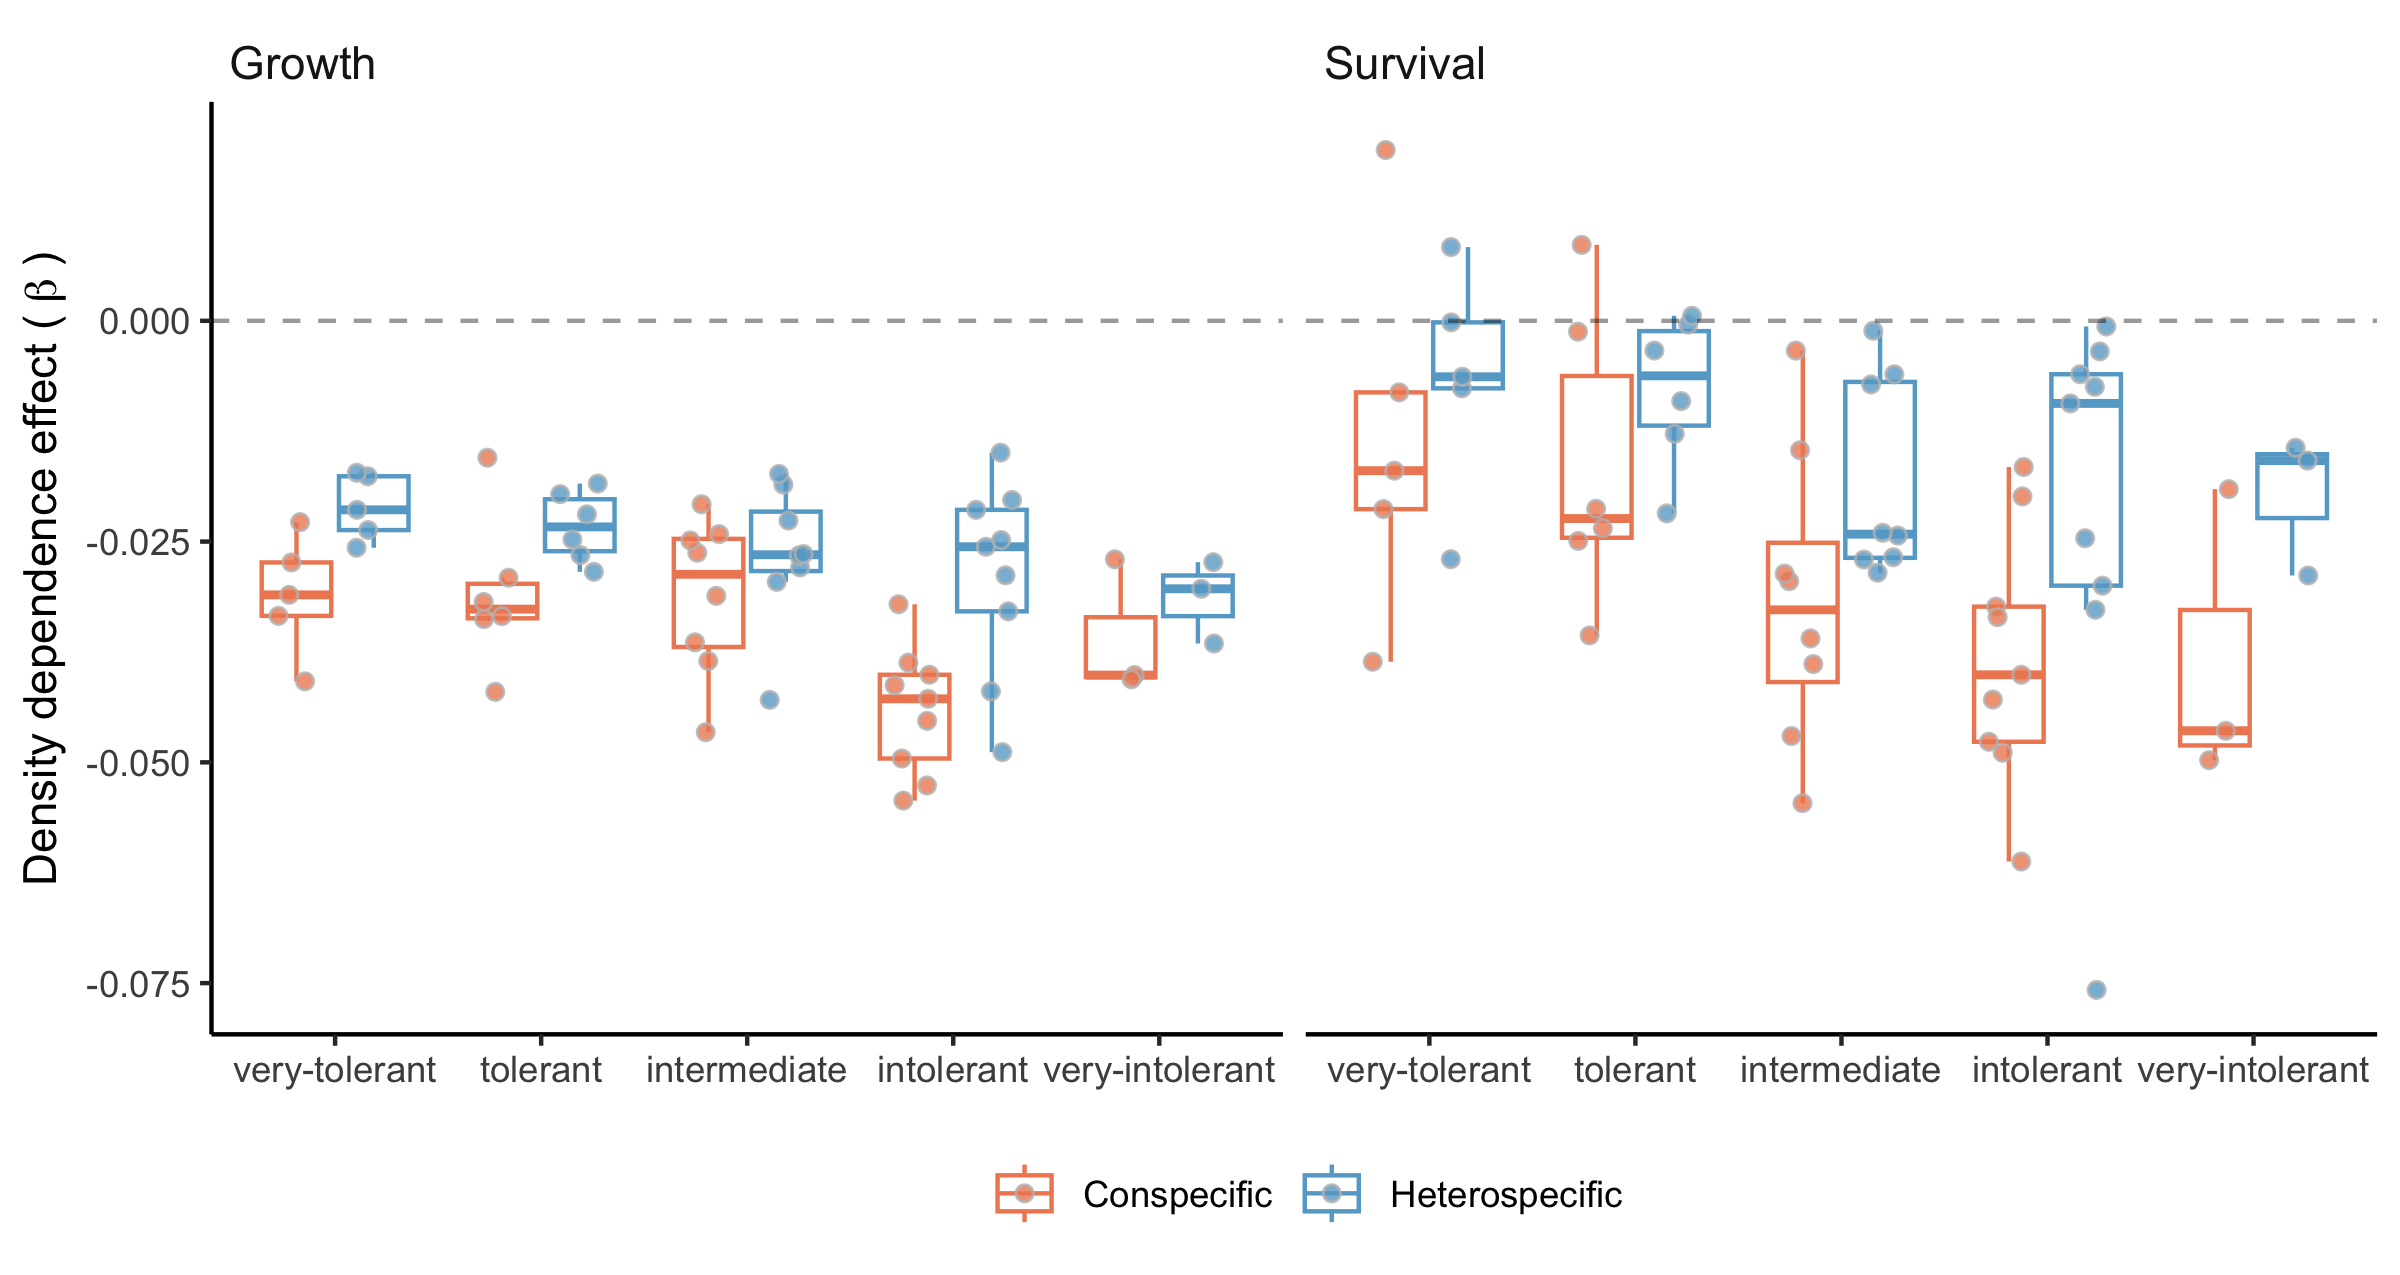 Growth
Survival
Density dependence effect ( β )
0.000
-0.025
-0.050
-0.075
very-tolerant tolerant intermediate intolerant very-intolerant
very-tolerant tolerant intermediate intolerant very-intolerant
Conspecific Heterospecific